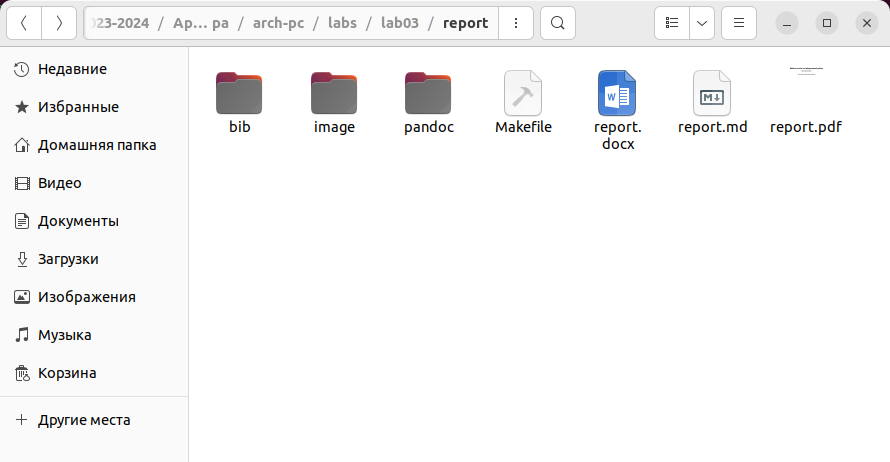 023-2024 / Ар… ра / arch-pc / labs / lab03 / report
Недавние
Избранные
Домашняя папка
Видео
Документы
Загрузки
Изображения
Музыка
Корзина
Другие места
bib
image
pandoc
Makefile
report.
docx
report.md
report.pdf